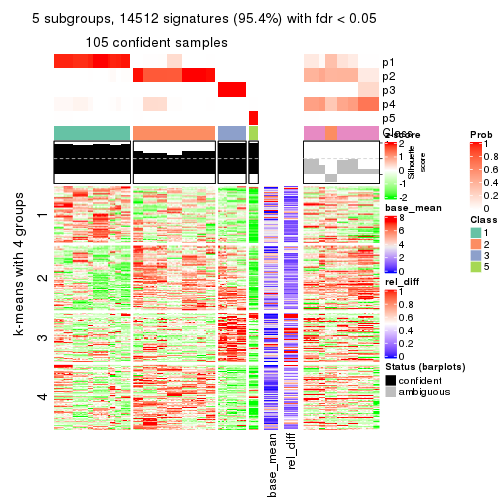 5 subgroups, 14512 signatures (95.4%) with fdr < 0.05
105 confident samples
p1
p2
p3
p4
p5
Class
z-score
2
1
0
-1
-2
Silhouette
score
base_mean
8
6
4
2
0
rel_diff
1
0.8
0.6
0.4
0.2
0
Status (barplots)
confident
ambiguous
Prob
1
0.8
0.6
0.4
0.2
0
Class
1
2
3
5
k-means with 4 groups
1
2
3
4
base_mean
rel_diff